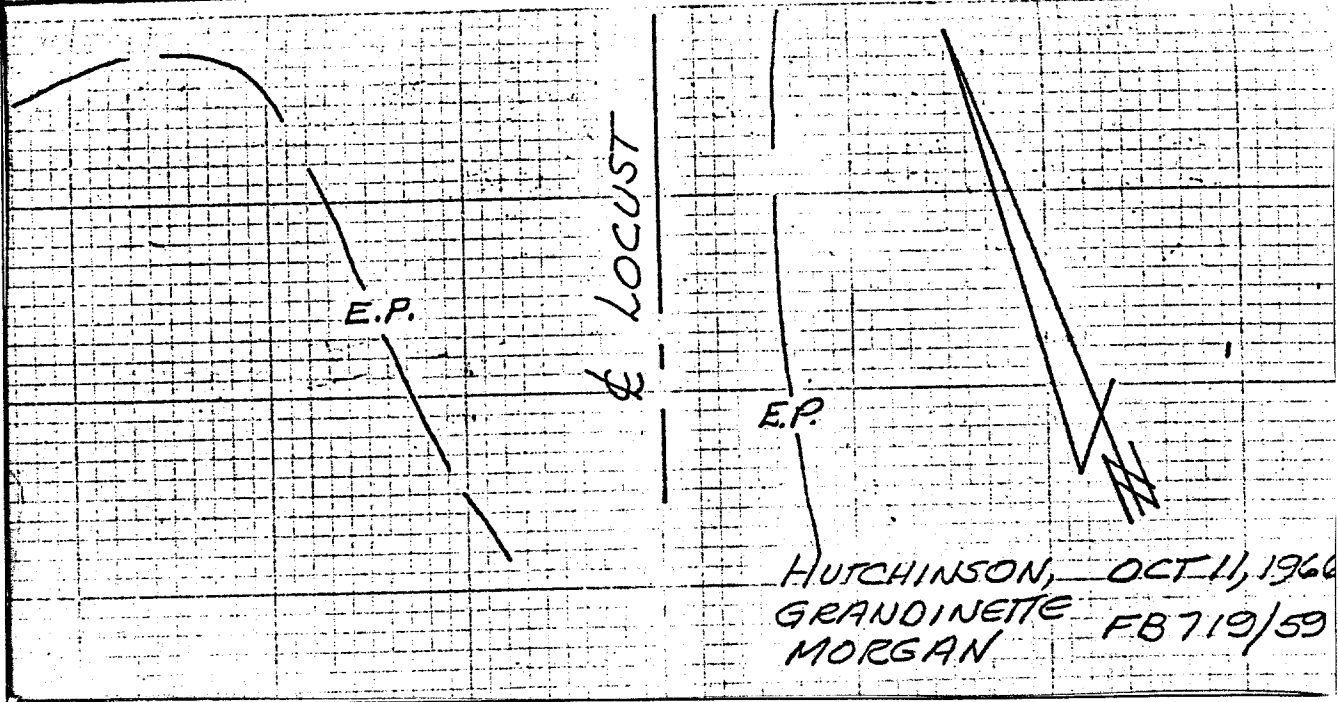 E.P.
℄ LOCUST
E.P.
HUTCHINSON, OCT 11, 1966
GRANDINETTE FB 719/59
MORGAN